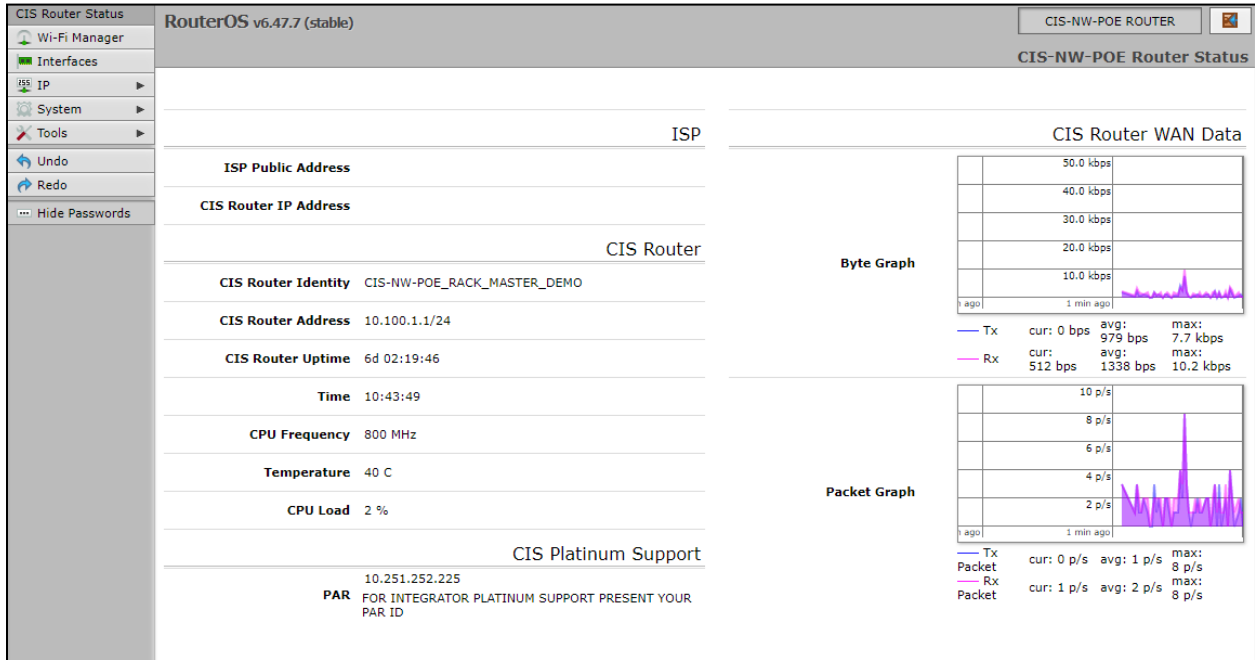 CIS Router Status
Wi-Fi Manager
Interfaces
255 IP
System
Tools
Undo
Redo
Hide Passwords
RouterOS v6.47.7 (stable)
CIS-NW-POE ROUTER
CIS-NW-POE Router Status
ISP
ISP Public Address
CIS Router IP Address
CIS Router
CIS Router Identity CIS-NW-POE_RACK_MASTER_DEMO
CIS Router Address 10.100.1.1/24
CIS Router Uptime 6d 02:19:46
Time 10:43:49
CPU Frequency 800 MHz
Temperature 40 C
CPU Load 2 %
CIS Platinum Support
PAR
10.251.252.225
FOR INTEGRATOR PLATINUM SUPPORT PRESENT YOUR
PAR ID
CIS Router WAN Data
Byte Graph
50.0 kbps
40.0 kbps
30.0 kbps
20.0 kbps
10.0 kbps
ago 1 min ago
Tx cur: 0 bps avg: 979 bps max: 7.7 kbps
Rx cur: 512 bps avg: 1338 bps max: 10.2 kbps
Packet Graph
10 p/s
8 p/s
6 p/s
4 p/s
2 p/s
ago 1 min ago
Tx Packet cur: 0 p/s avg: 1 p/s max: 8 p/s
Rx Packet cur: 1 p/s avg: 2 p/s max: 8 p/s